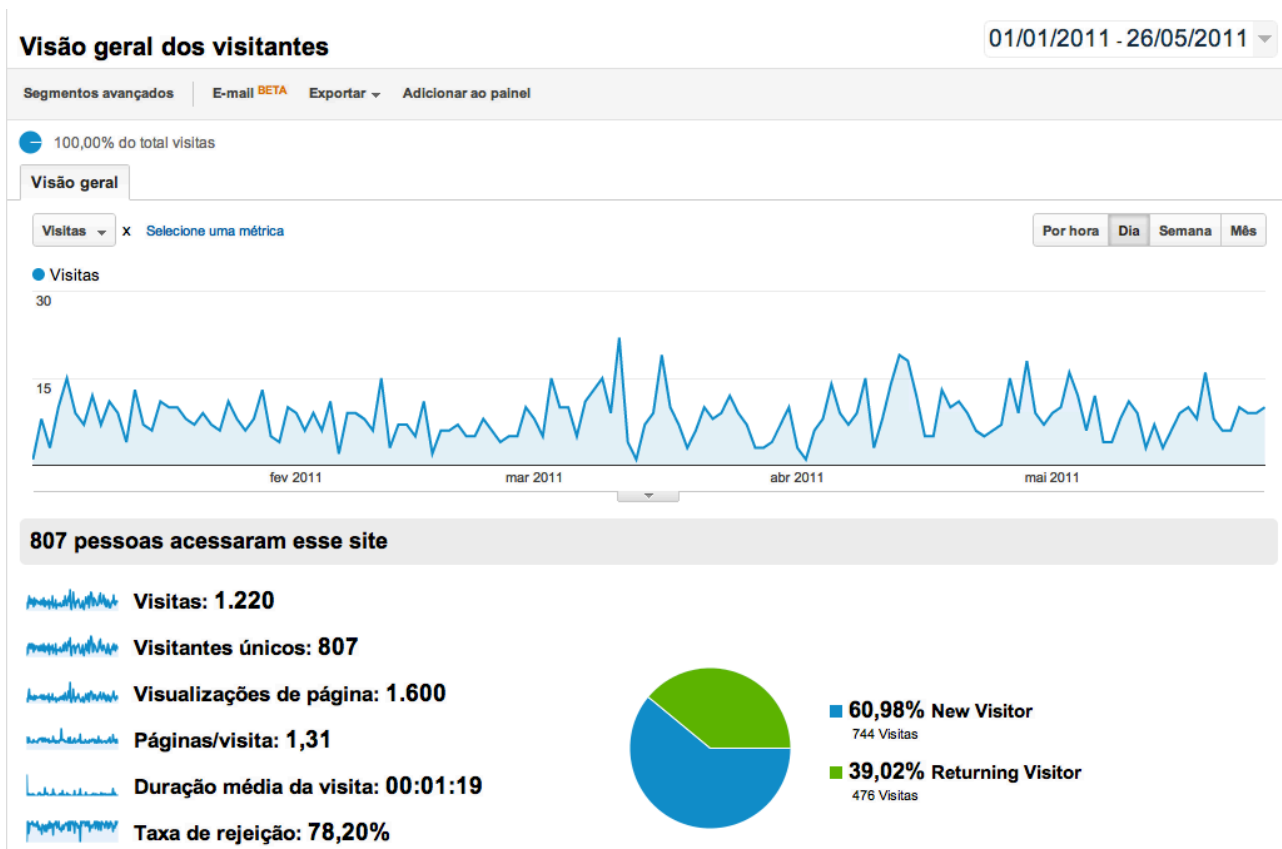 Visão geral dos visitantes
01/01/2011 - 26/05/2011
Segmentos avançados E-mail BETA Exportar Adicionar ao painel
100,00% do total visitas
Visão geral
Visitas x Selecione uma métrica Por hora Dia Semana Mês
Visitas
30
15
fev 2011 mar 2011 abr 2011 mai 2011
807 pessoas acessaram esse site
Visitas: 1.220
Visitantes únicos: 807
Visualizações de página: 1.600
Páginas/visita: 1,31
Duração média da visita: 00:01:19
Taxa de rejeição: 78,20%
60,98% New Visitor
744 Visitas
39,02% Returning Visitor
476 Visitas